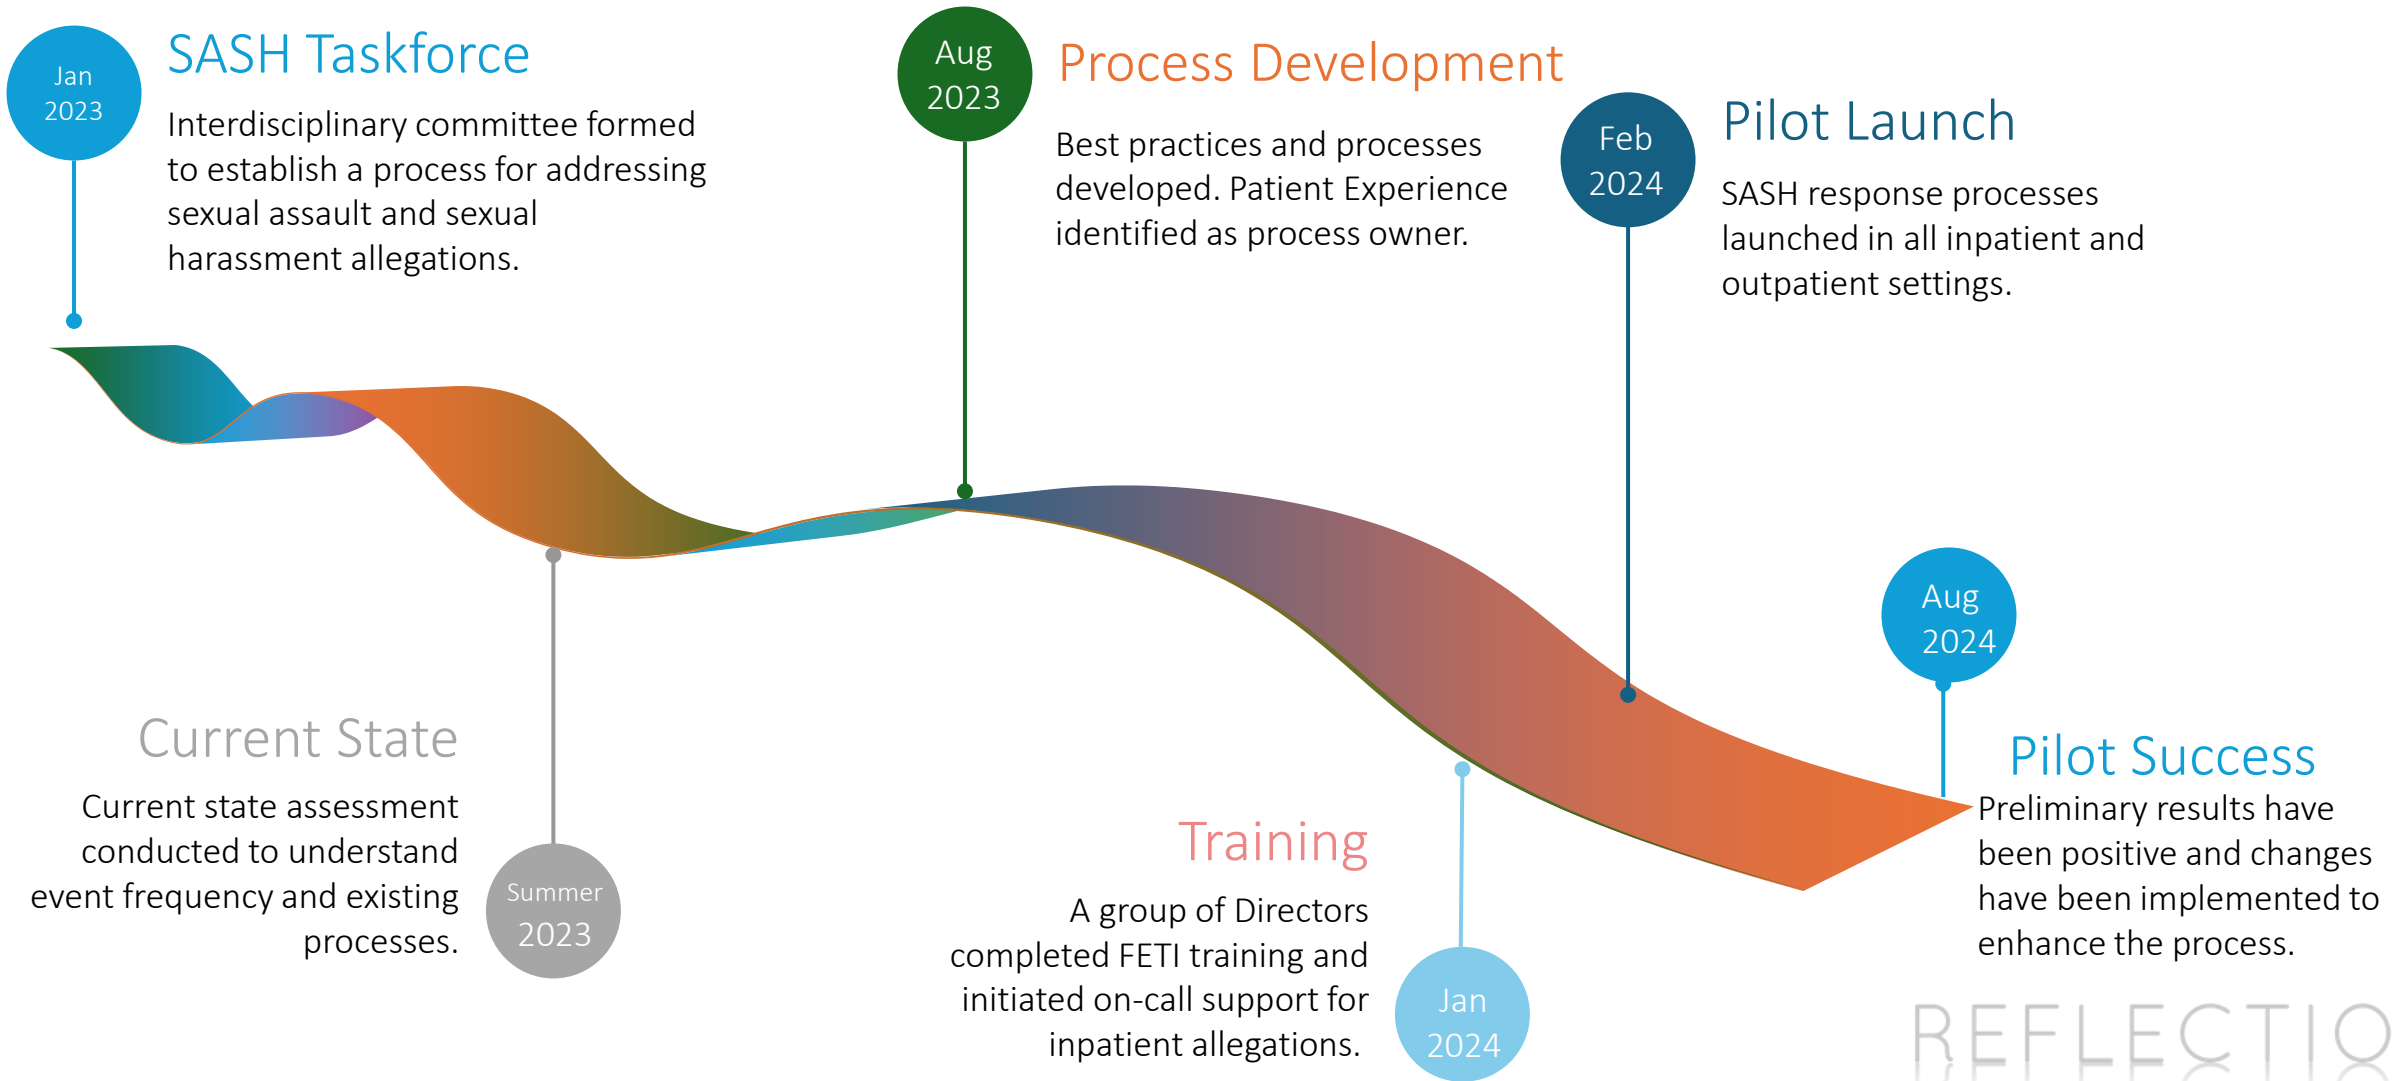 Jan
2023
SASH Taskforce
Interdisciplinary committee formed
to establish a process for addressing
sexual assault and sexual
harassment allegations.
Aug
2023
Process Development
Best practices and processes
developed. Patient Experience
identified as process owner.
Feb
2024
Pilot Launch
SASH response processes
launched in all inpatient and
outpatient settings.
Current State
Current state assessment
conducted to understand
event frequency and existing
processes.
Summer
2023
Training
A group of Directors
completed FETI training and
initiated on-call support for
inpatient allegations.
Jan
2024
Aug
2024
Pilot Success
Preliminary results have
been positive and changes
have been implemented to
enhance the process.
REFLECTIO